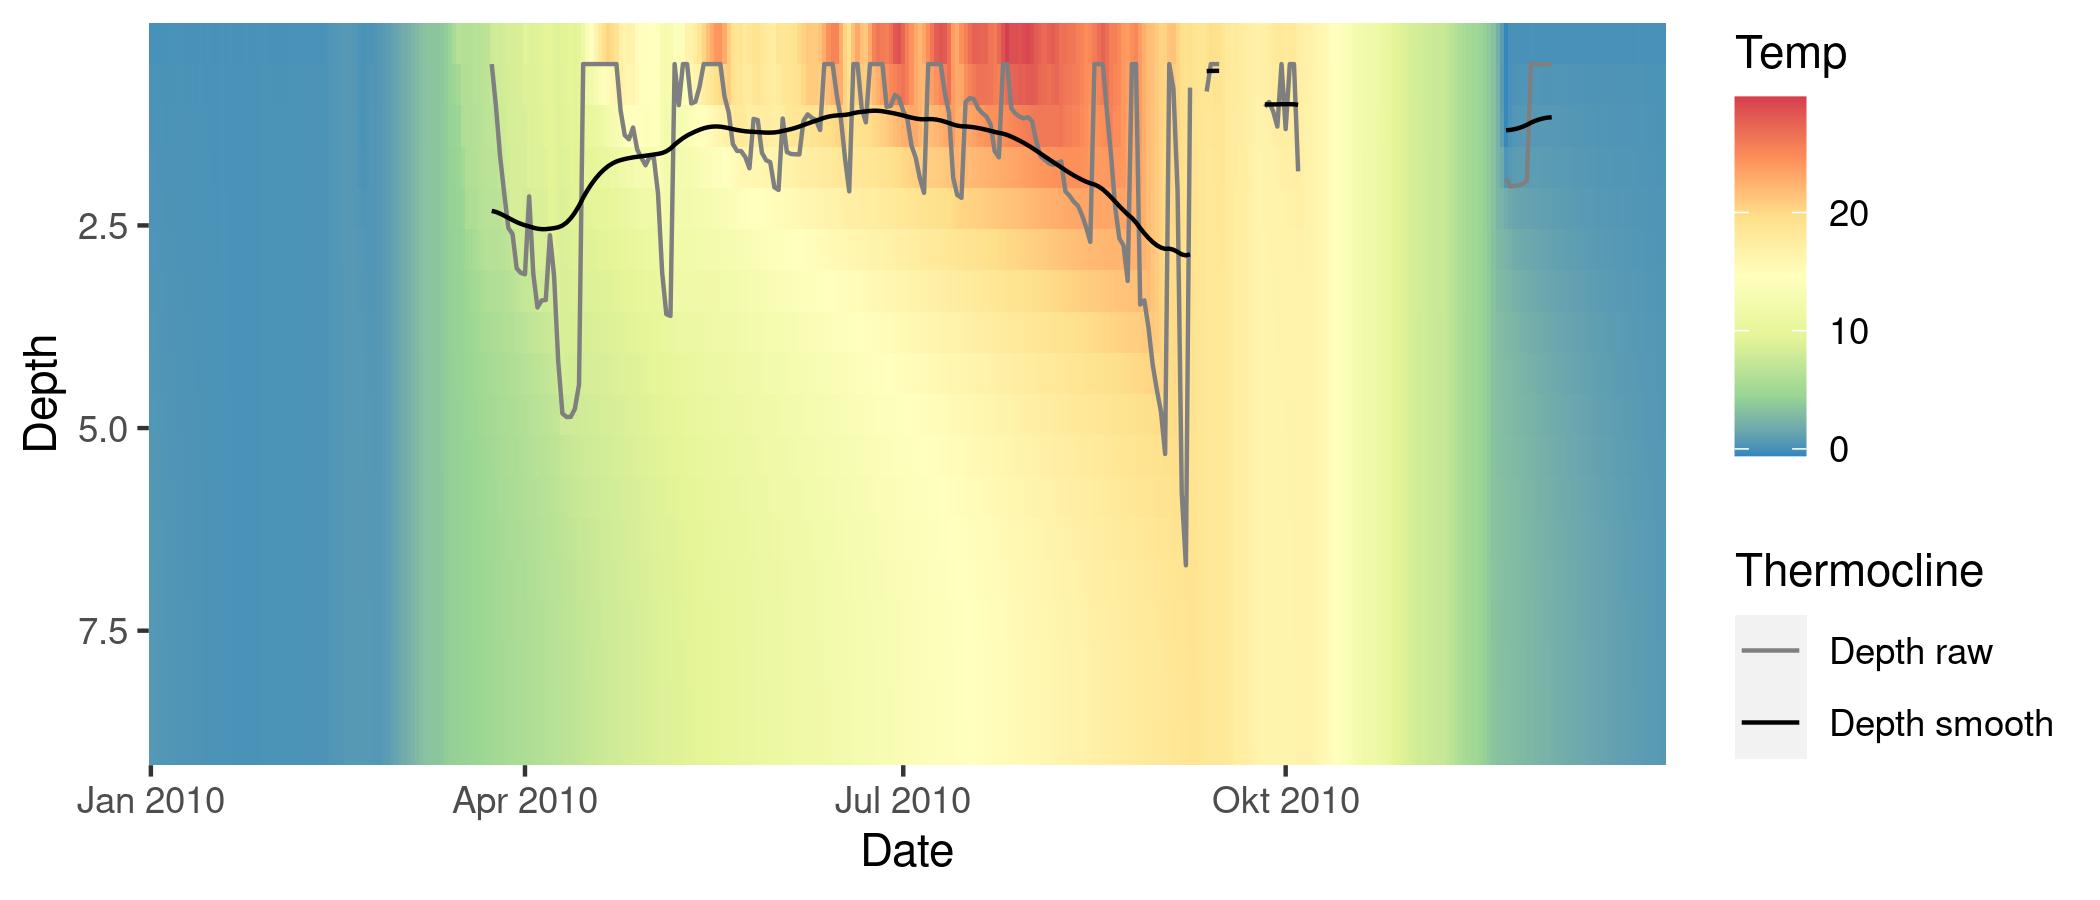 Depth
2.5
5.0
7.5
Jan 2010
Apr 2010
Jul 2010
Okt 2010
Date
Temp
20
10
0
Thermocline
Depth raw
Depth smooth